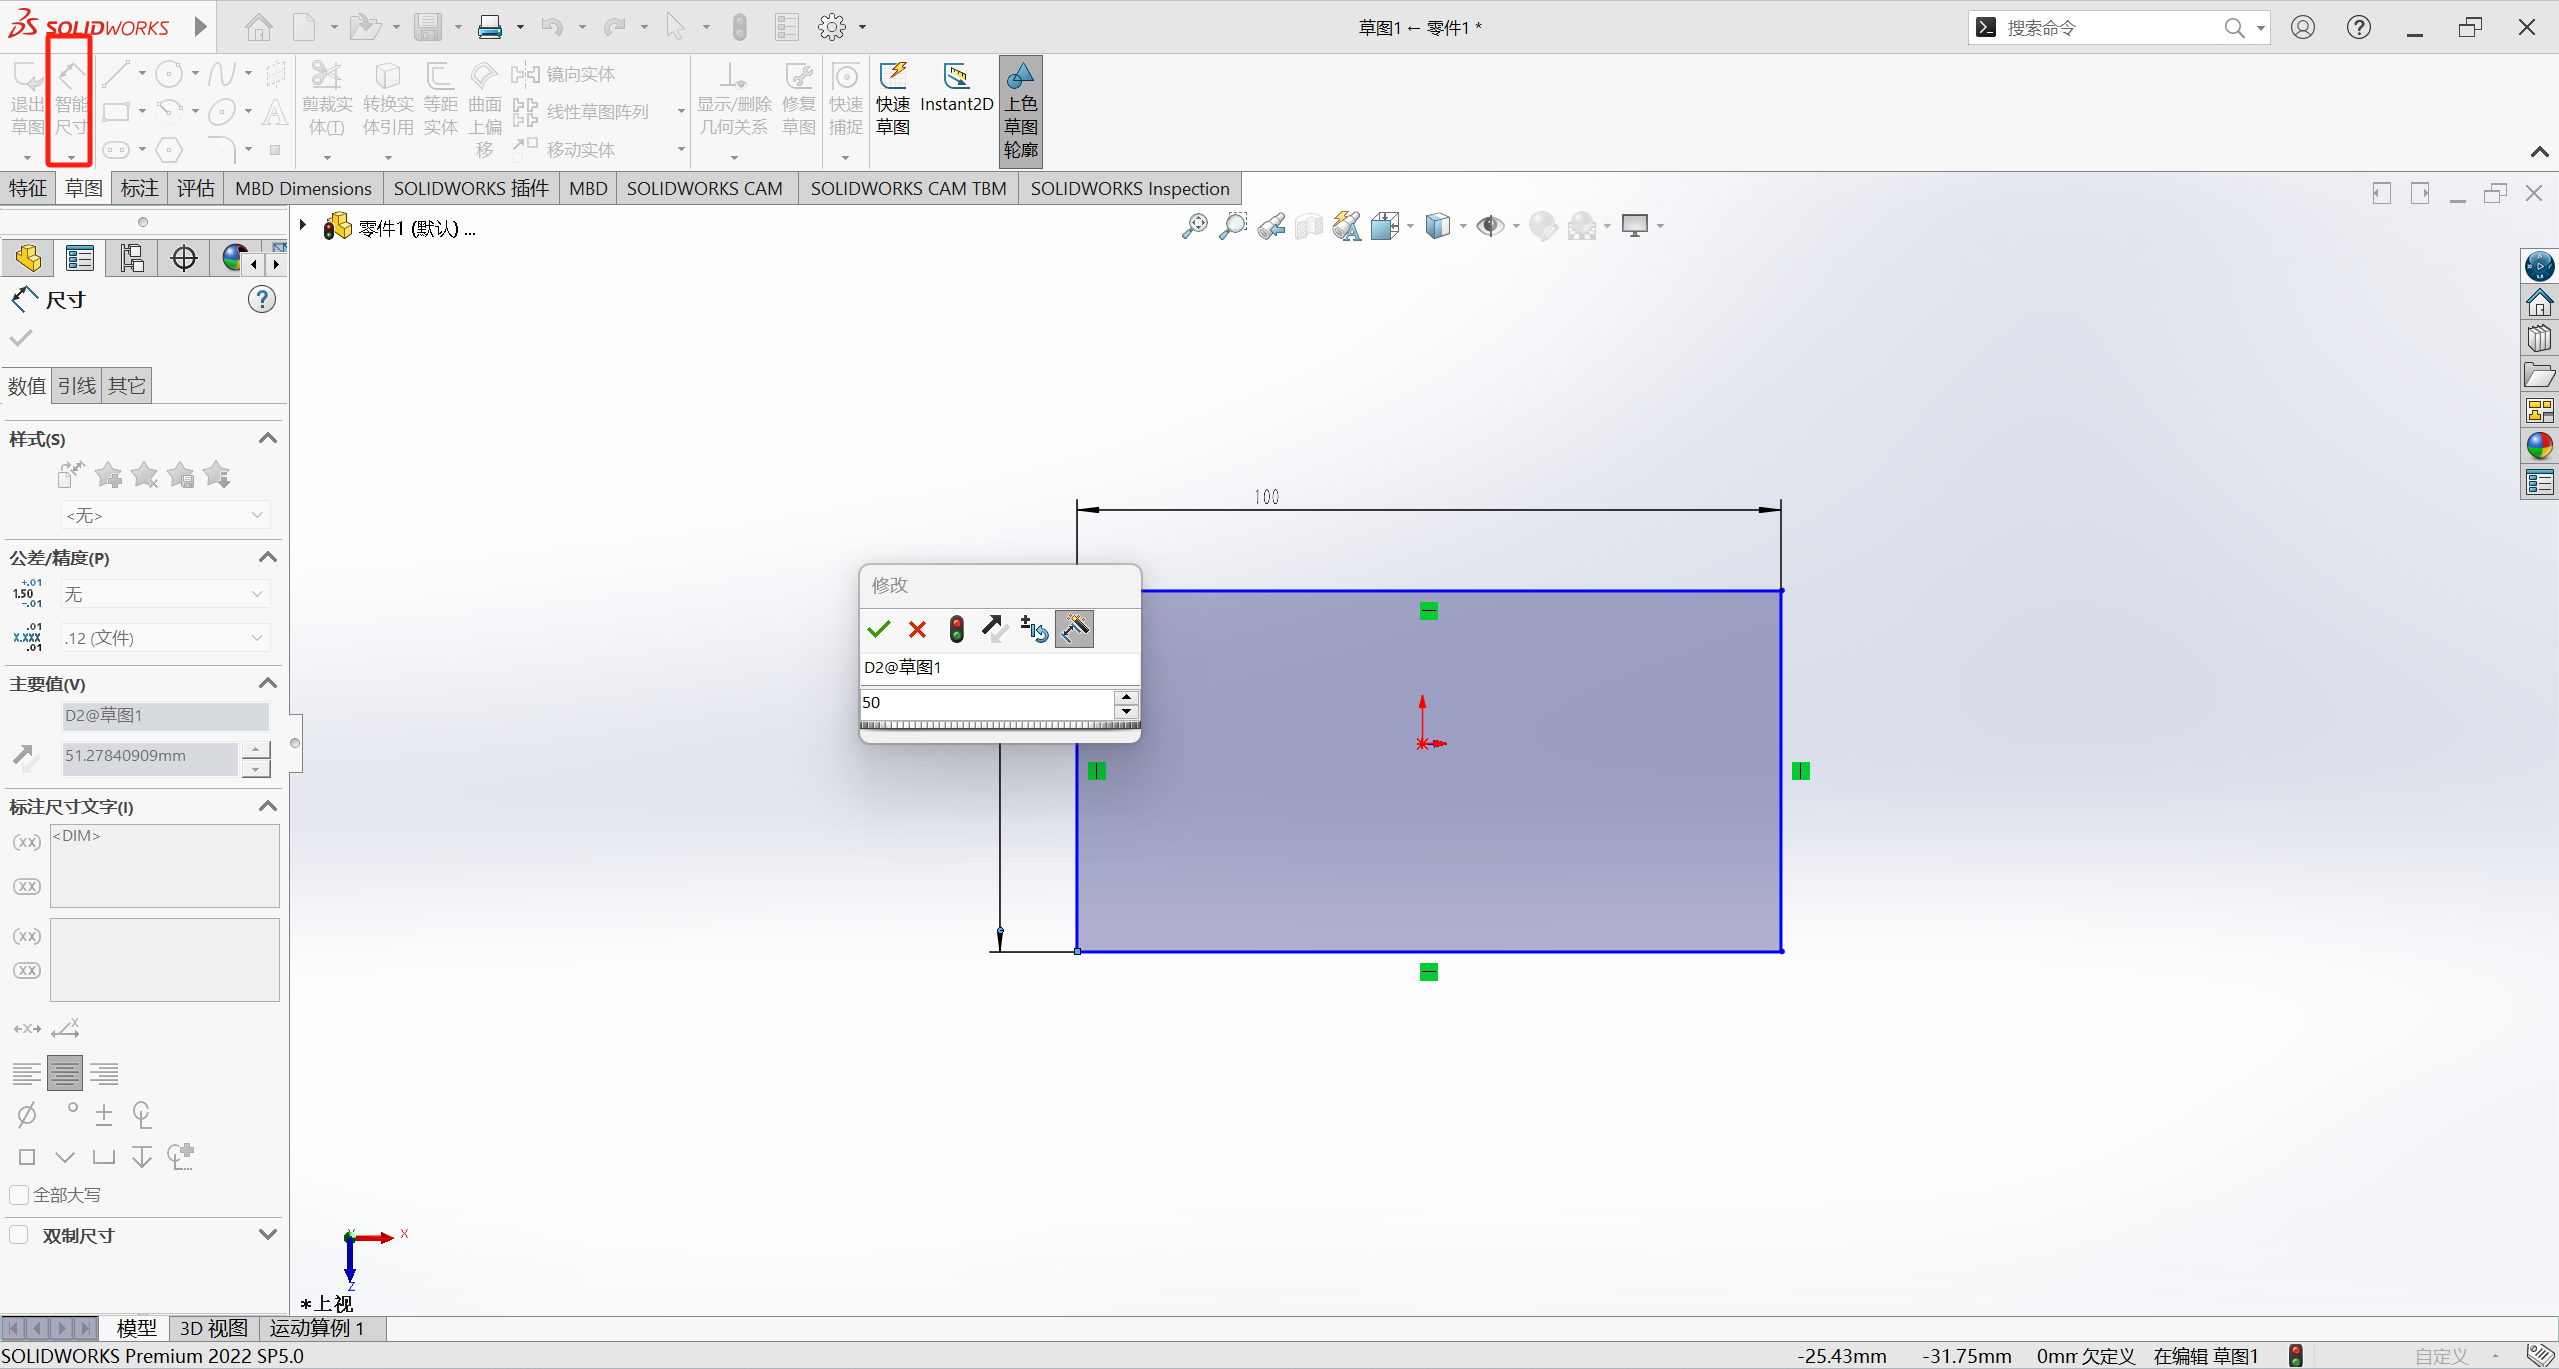 SOLIDWORKS
草图1 ← 零件1 *
搜索命令
退出草图
智能尺寸
剪裁实体(T)
转换实体引用
等距实体
曲面上偏移
镜向实体
线性草图阵列
移动实体
显示/删除几何关系
修复草图
快速捕捉
快速草图
Instant2D
上色草图轮廓
特征 草图 标注 评估 MBD Dimensions SOLIDWORKS 插件 MBD SOLIDWORKS CAM SOLIDWORKS CAM TBM SOLIDWORKS Inspection
零件1 (默认) ...
尺寸
数值 引线 其它
样式(S)
<无>
公差/精度(P)
+.01
1.50
-.01
无
.01
X.XXX
.01
.12 (文件)
主要值(V)
D2@草图1
51.27840909mm
标注尺寸文字(I)
(xx)
<DIM>
xx
(xx)
xx
全部大写
双制尺寸
100
修改
D2@草图1
50
Y
X
Z
*上视
模型 3D 视图 运动算例 1
SOLIDWORKS Premium 2022 SP5.0
-25.43mm -31.75mm 0mm 欠定义 在编辑 草图1
自定义